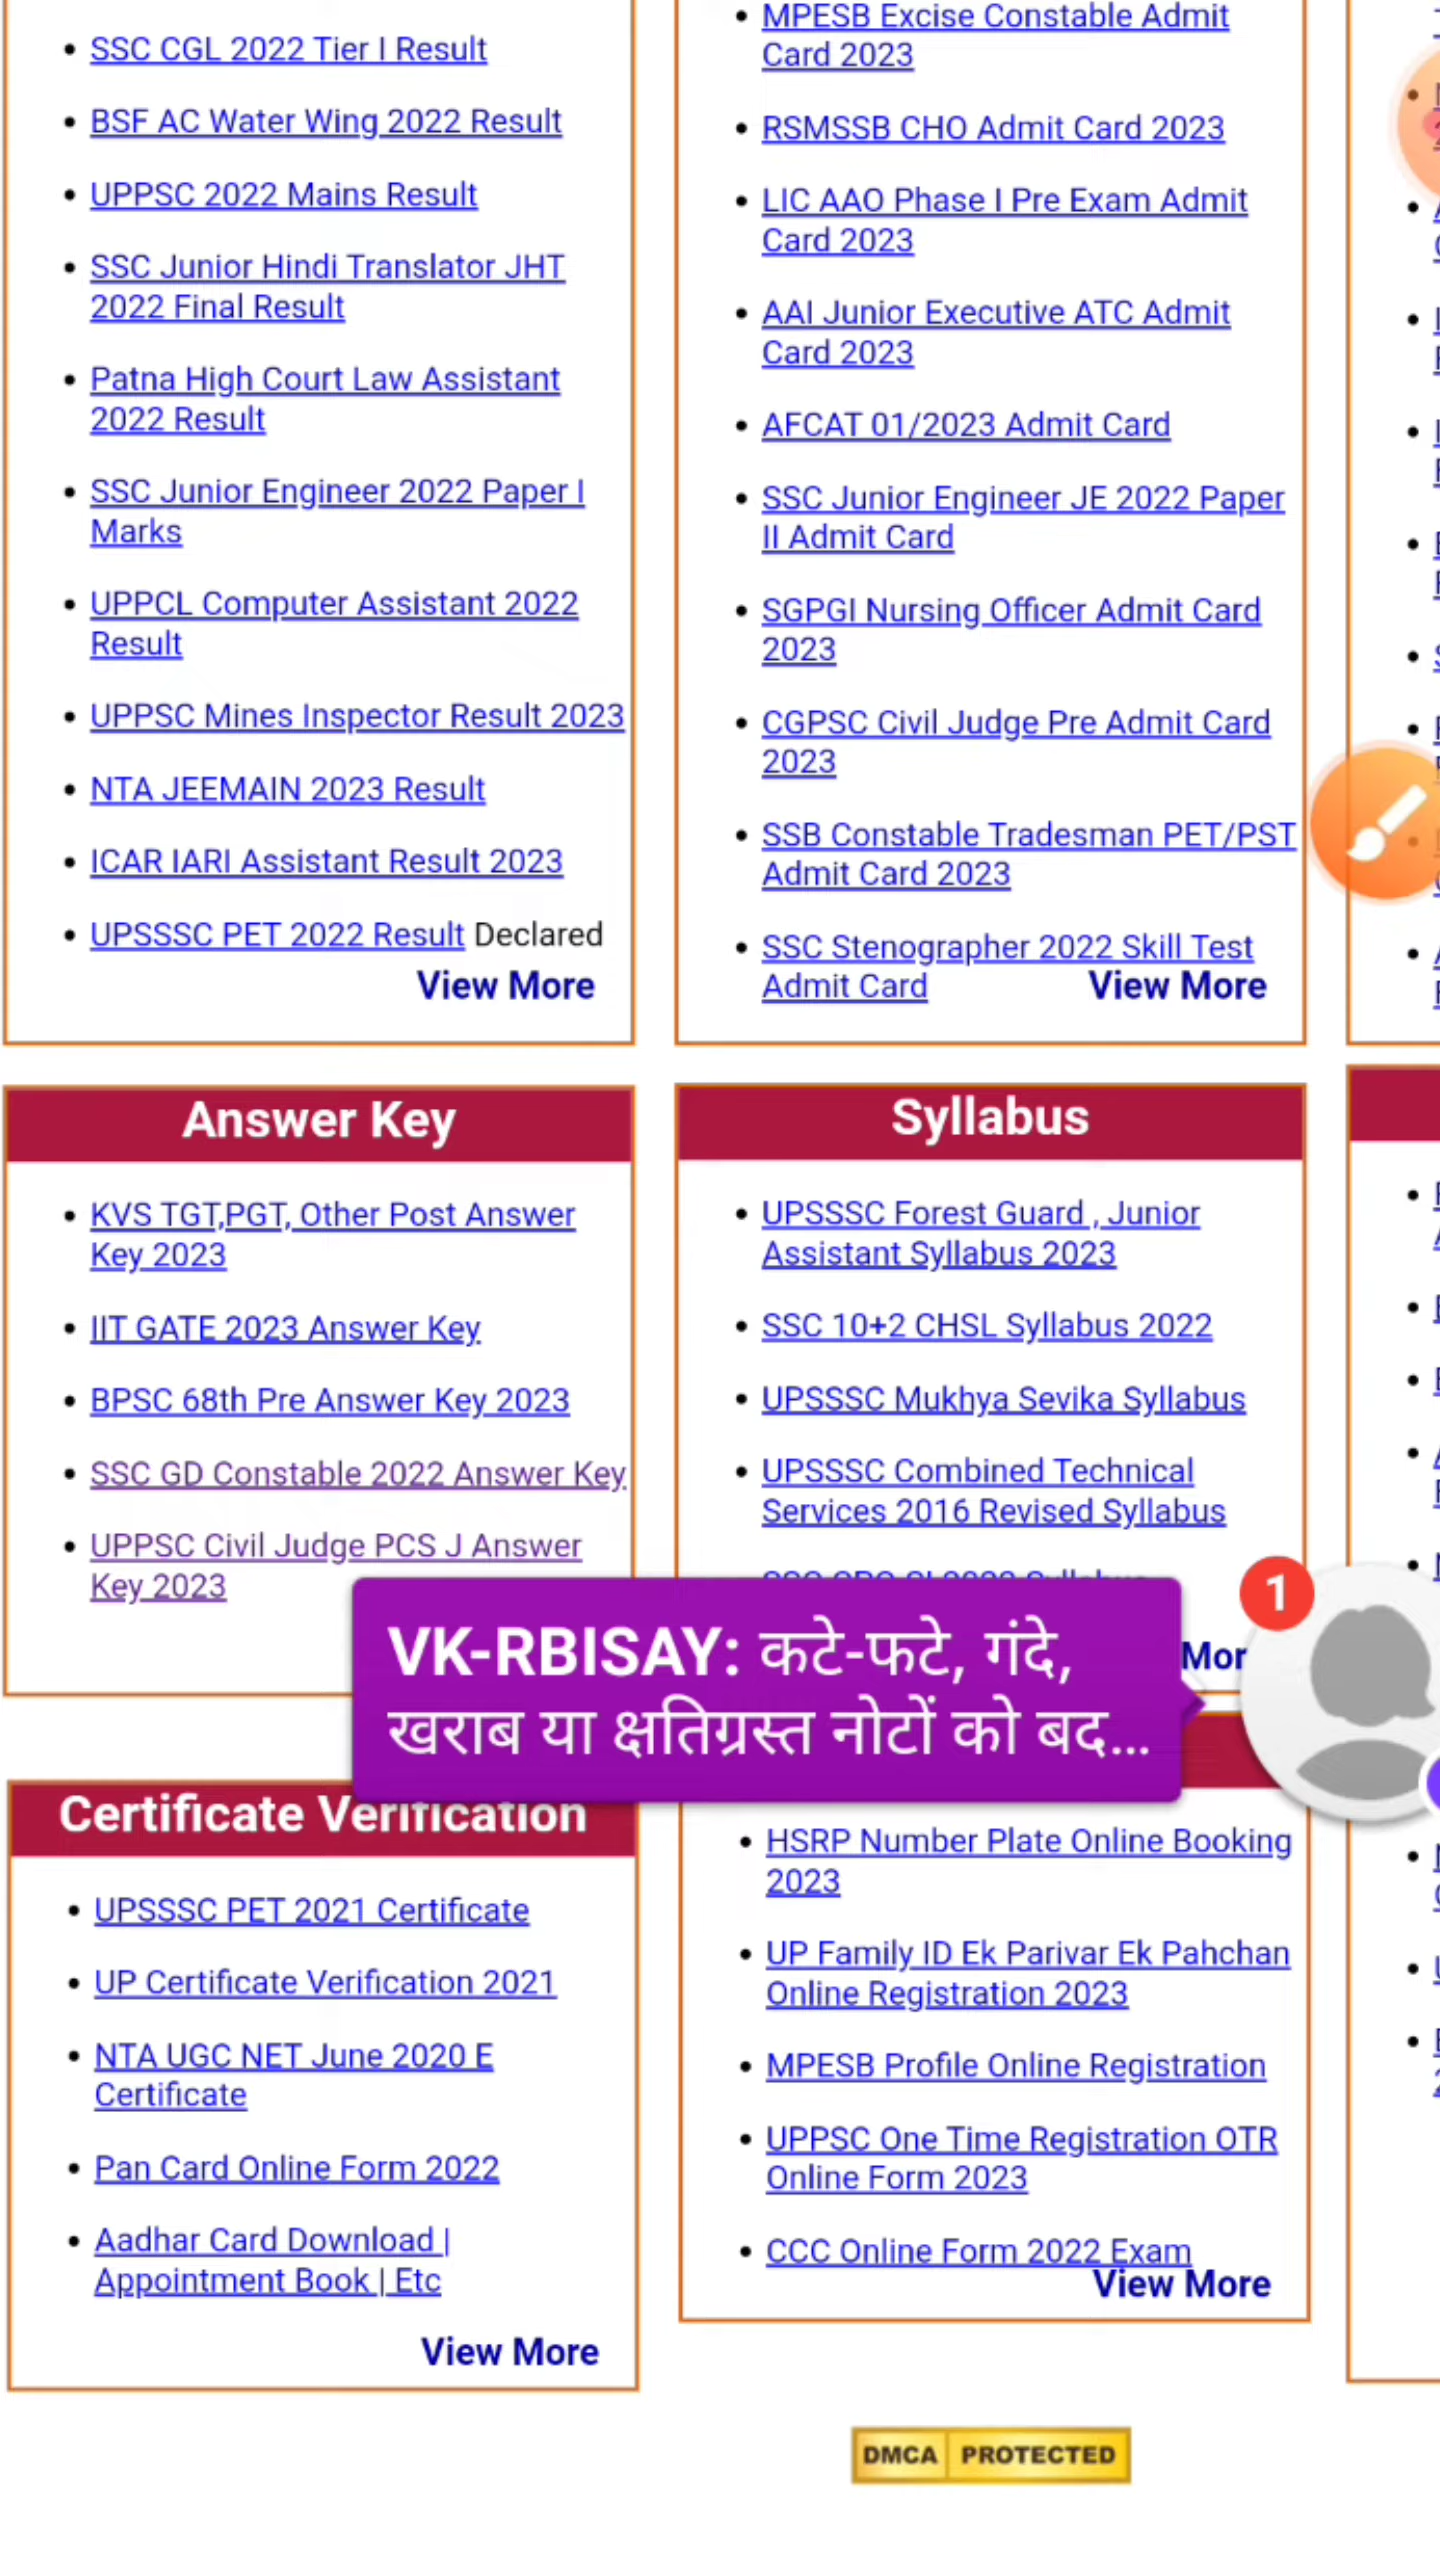 SSC CGL 2022 Tier I Result
BSF AC Water Wing 2022 Result
UPPSC 2022 Mains Result
SSC Junior Hindi Translator JHT
2022 Final Result
Patna High Court Law Assistant
2022 Result
SSC Junior Engineer 2022 Paper I
Marks
UPPCL Computer Assistant 2022
Result
UPPSC Mines Inspector Result 2023
NTA JEEMAIN 2023 Result
ICAR IARI Assistant Result 2023
UPSSSC PET 2022 Result Declared
View More
MPESB Excise Constable Admit
Card 2023
RSMSSB CHO Admit Card 2023
LIC AAO Phase I Pre Exam Admit
Card 2023
AAI Junior Executive ATC Admit
Card 2023
AFCAT 01/2023 Admit Card
SSC Junior Engineer JE 2022 Paper
II Admit Card
SGPGI Nursing Officer Admit Card
2023
CGPSC Civil Judge Pre Admit Card
2023
SSB Constable Tradesman PET/PST
Admit Card 2023
SSC Stenographer 2022 Skill Test
Admit Card
View More
Answer Key
KVS TGT,PGT, Other Post Answer
Key 2023
IIT GATE 2023 Answer Key
BPSC 68th Pre Answer Key 2023
SSC GD Constable 2022 Answer Key
UPPSC Civil Judge PCS J Answer
Key 2023
Syllabus
UPSSSC Forest Guard , Junior
Assistant Syllabus 2023
SSC 10+2 CHSL Syllabus 2022
UPSSSC Mukhya Sevika Syllabus
UPSSSC Combined Technical
Services 2016 Revised Syllabus
VK-RBISAY: कटे-फटे, गंदे,
खराब या क्षतिग्रस्त नोटों को बद...
1
Certificate Verification
UPSSSC PET 2021 Certificate
UP Certificate Verification 2021
NTA UGC NET June 2020 E
Certificate
Pan Card Online Form 2022
Aadhar Card Download |
Appointment Book | Etc
View More
HSRP Number Plate Online Booking
2023
UP Family ID Ek Parivar Ek Pahchan
Online Registration 2023
MPESB Profile Online Registration
UPPSC One Time Registration OTR
Online Form 2023
CCC Online Form 2022 Exam
View More
DMCA PROTECTED